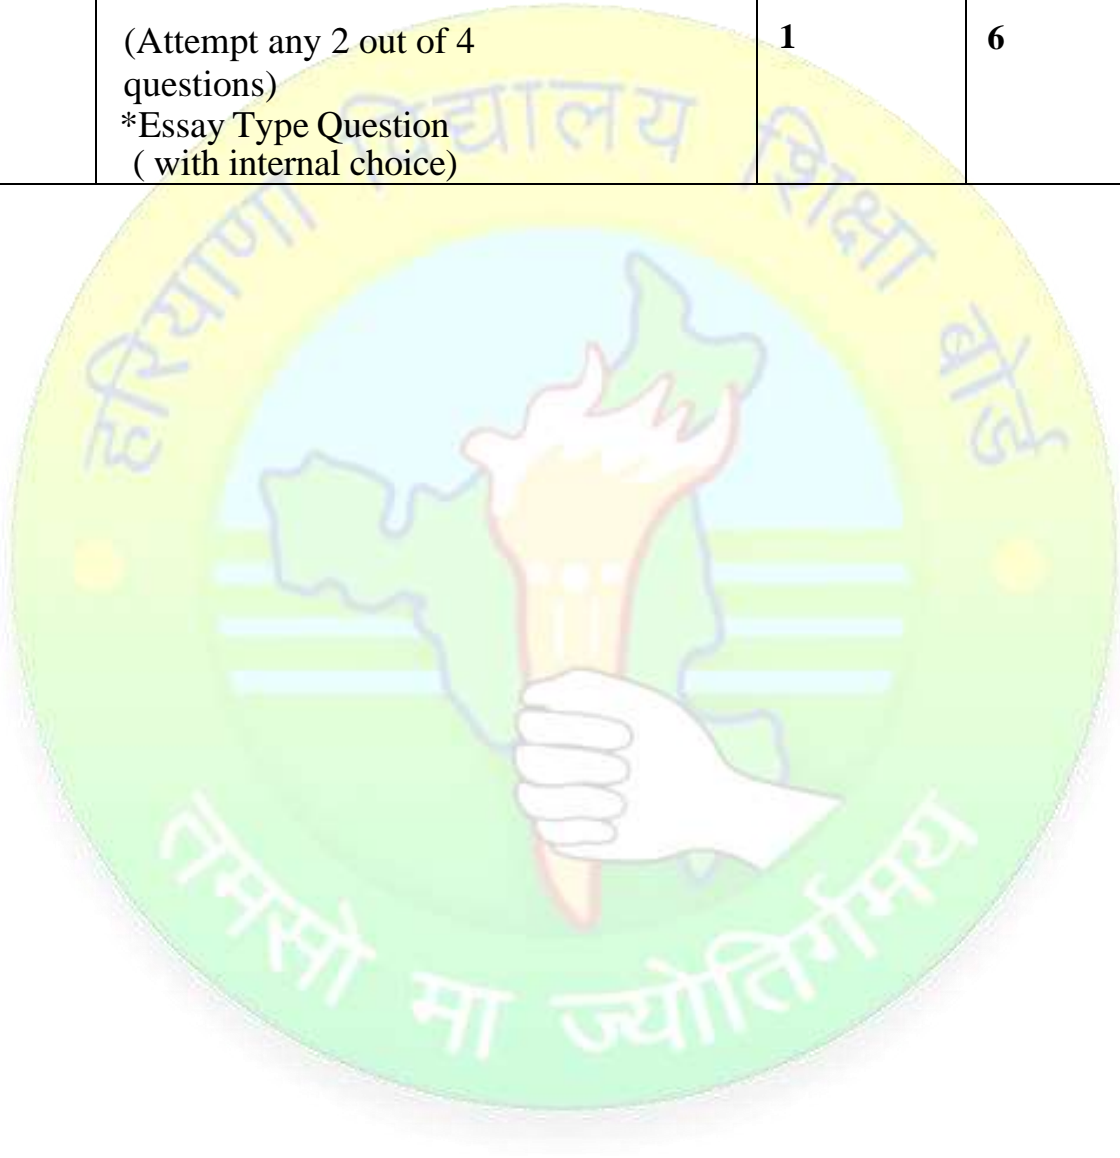 (Attempt any 2 out of 4 1 6
questions)
*Essay Type Question
( with internal choice)
हरियाणा विद्यालय शिक्षा बोर्ड
तमसो मा ज्योतिर्गमय